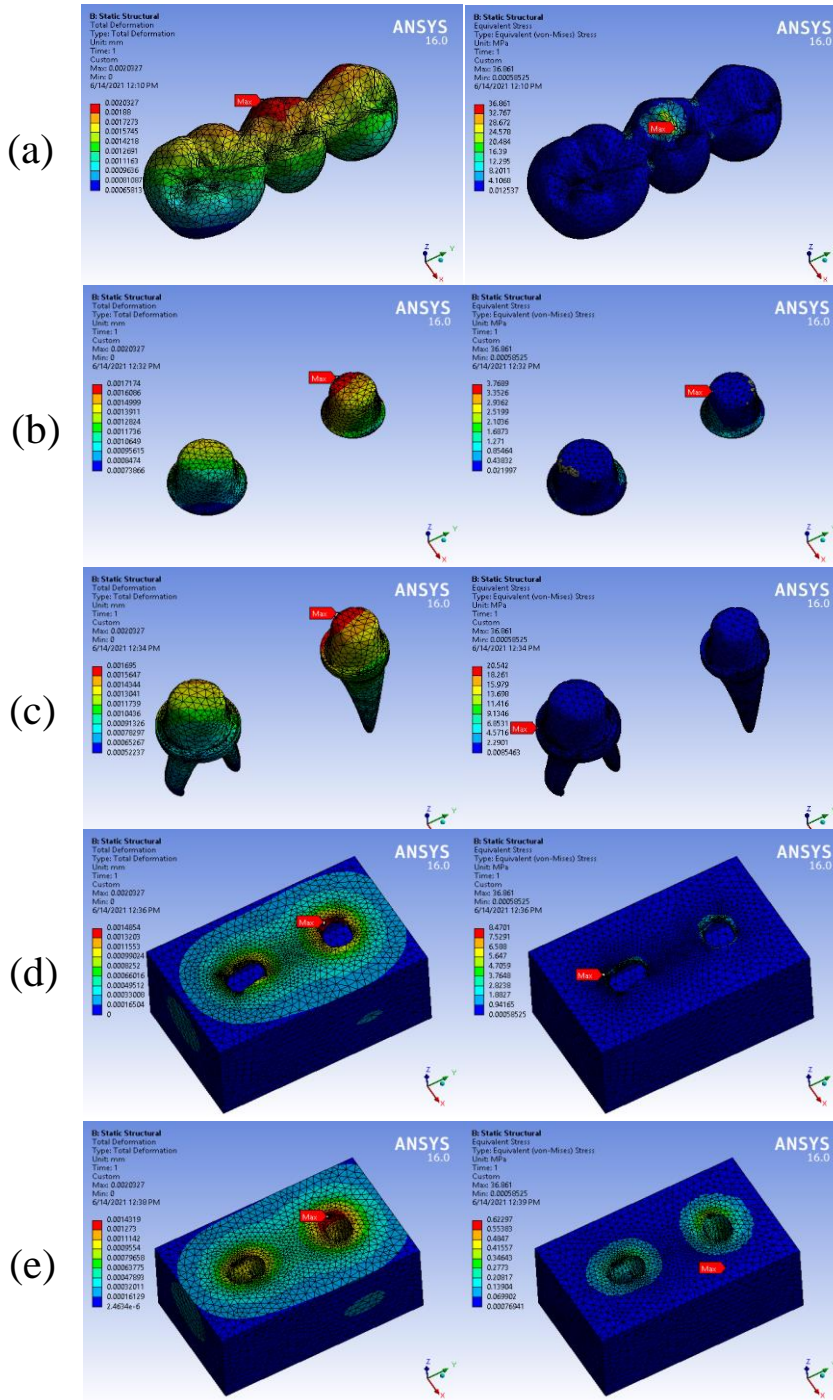 (a)
B: Static Structural
Total Deformation
Type: Total Deformation
Unit: mm
Time: 1
Custom
Max: 0.0020327
Min: 0
6/14/2021 12:10 PM
0.0020327
0.00188
0.0017273
0.0015745
0.0014218
0.0012691
0.0011163
0.0009636
0.00081087
0.00065813
Max
ANSYS
16.0
Z
Y
X
B: Static Structural
Equivalent Stress
Type: Equivalent (von-Mises) Stress
Unit: MPa
Time: 1
Custom
Max: 36.861
Min: 0.00058525
6/14/2021 12:10 PM
36.861
32.767
28.672
24.578
20.484
16.39
12.295
8.2011
4.1068
0.012537
Max
ANSYS
16.0
Z
Y
X
(b)
B: Static Structural
Total Deformation
Type: Total Deformation
Unit: mm
Time: 1
Custom
Max: 0.0020327
Min: 0
6/14/2021 12:32 PM
0.0017174
0.0016086
0.0014999
0.0013911
0.0012824
0.0011736
0.0010649
0.00095615
0.0008474
0.00073866
Max
ANSYS
16.0
Z
Y
X
B: Static Structural
Equivalent Stress
Type: Equivalent (von-Mises) Stress
Unit: MPa
Time: 1
Custom
Max: 36.861
Min: 0.00058525
6/14/2021 12:32 PM
3.7689
3.3526
2.9362
2.5199
2.1036
1.6873
1.271
0.85464
0.43832
0.021997
Max
ANSYS
16.0
Z
Y
X
(c)
B: Static Structural
Total Deformation
Type: Total Deformation
Unit: mm
Time: 1
Custom
Max: 0.0020327
Min: 0
6/14/2021 12:34 PM
0.001695
0.0015647
0.0014344
0.0013041
0.0011739
0.0010436
0.00091326
0.00078297
0.00065267
0.00052237
Max
ANSYS
16.0
Z
Y
X
B: Static Structural
Equivalent Stress
Type: Equivalent (von-Mises) Stress
Unit: MPa
Time: 1
Custom
Max: 36.861
Min: 0.00058525
6/14/2021 12:34 PM
20.542
18.261
15.979
13.698
11.416
9.1346
6.8531
4.5716
2.2901
0.0085463
Max
ANSYS
16.0
Z
Y
X
(d)
B: Static Structural
Total Deformation
Type: Total Deformation
Unit: mm
Time: 1
Custom
Max: 0.0020327
Min: 0
6/14/2021 12:36 PM
0.0014854
0.0013203
0.0011553
0.00099024
0.0008252
0.00066016
0.00049512
0.00033008
0.00016504
0
Max
ANSYS
16.0
Z
Y
X
B: Static Structural
Equivalent Stress
Type: Equivalent (von-Mises) Stress
Unit: MPa
Time: 1
Custom
Max: 36.861
Min: 0.00058525
6/14/2021 12:36 PM
8.4701
7.5291
6.588
5.647
4.7059
3.7648
2.8238
1.8827
0.94165
0.00058525
Max
ANSYS
16.0
Z
Y
X
(e)
B: Static Structural
Total Deformation
Type: Total Deformation
Unit: mm
Time: 1
Custom
Max: 0.0020327
Min: 0
6/14/2021 12:38 PM
0.0014319
0.001273
0.0011142
0.0009554
0.00079658
0.00063775
0.00047893
0.00032011
0.00016129
2.4634e-6
Max
ANSYS
16.0
Z
Y
X
B: Static Structural
Equivalent Stress
Type: Equivalent (von-Mises) Stress
Unit: MPa
Time: 1
Custom
Max: 36.861
Min: 0.00058525
6/14/2021 12:39 PM
0.62297
0.55383
0.4847
0.41557
0.34643
0.2773
0.20817
0.13904
0.069902
0.00076941
Max
ANSYS
16.0
Z
Y
X